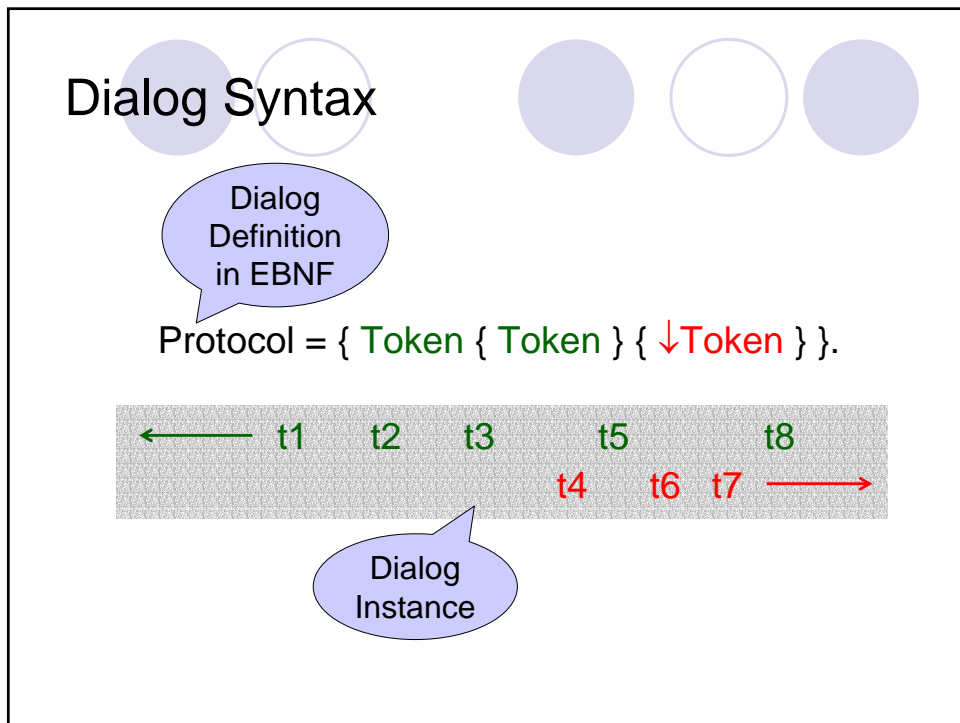 Dialog Syntax
Dialog
Definition
in EBNF
Protocol = { Token { Token } { ↓Token } }.
t1 t2 t3 t5 t8
t4 t6 t7
Dialog
Instance